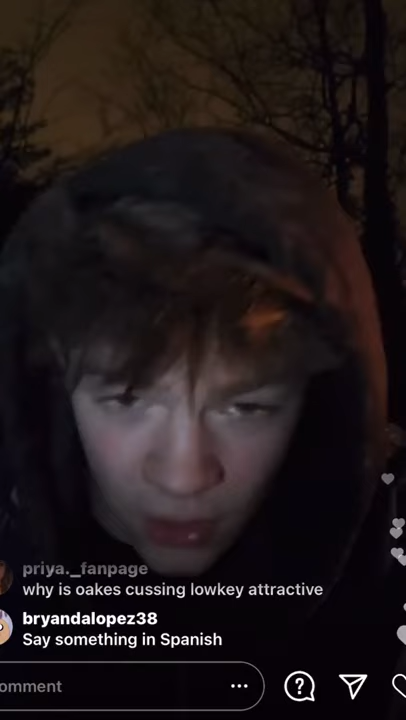 priya._fanpage
why is oakes cussing lowkey attractive
bryandalopez38
Say something in Spanish
omment